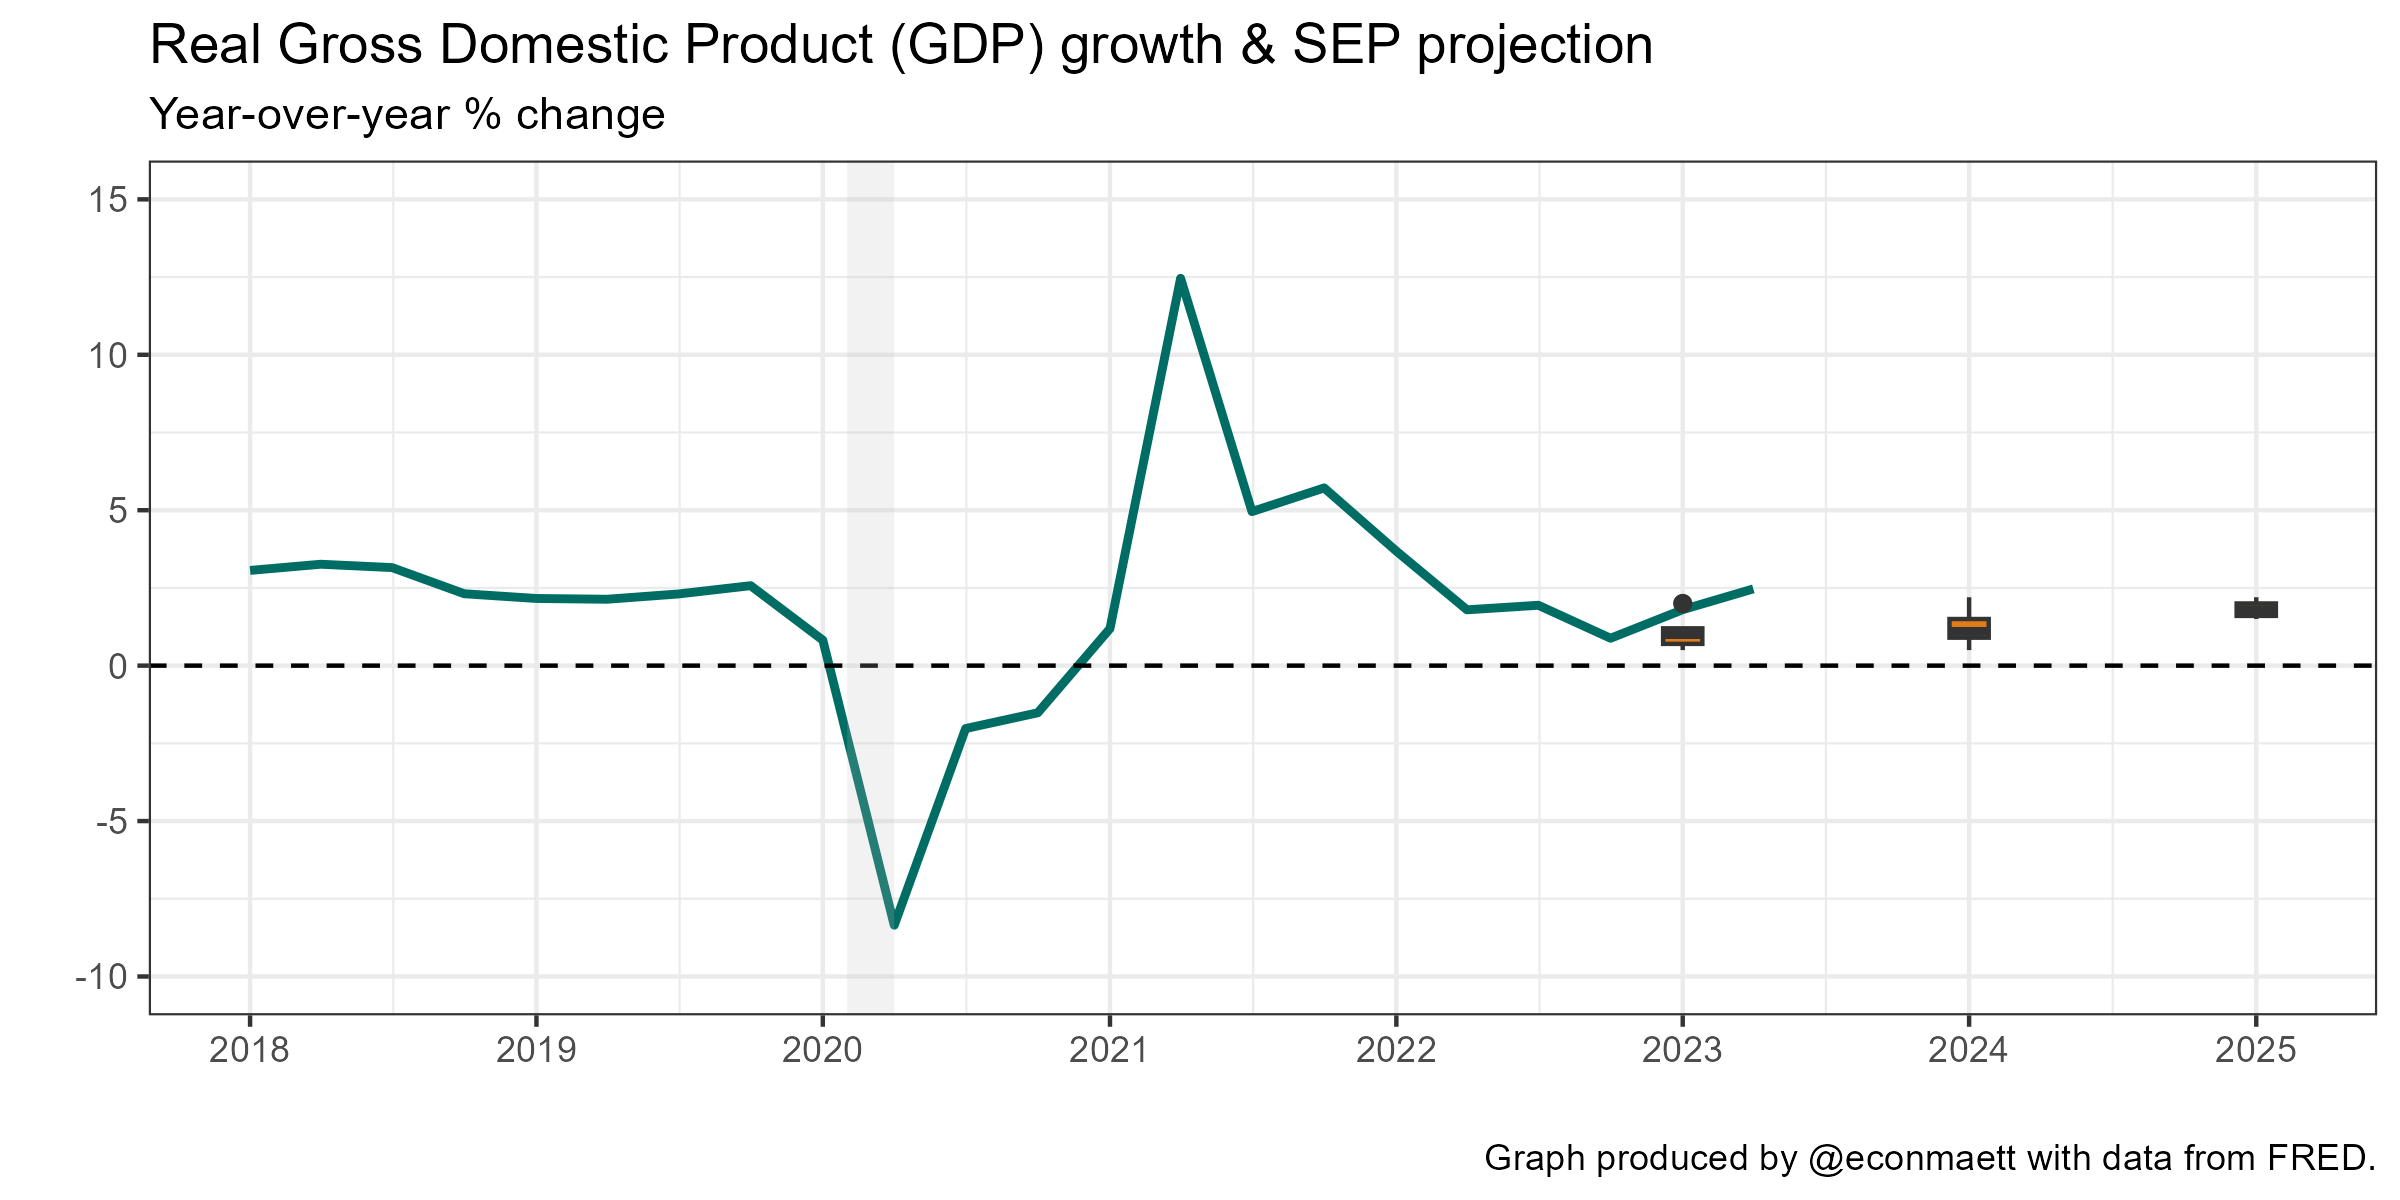 Real Gross Domestic Product (GDP) growth & SEP projection
Year-over-year % change
15
10
5
0
-5
-10
2018 2019 2020 2021 2022 2023 2024 2025
Graph produced by @econmaett with data from FRED.